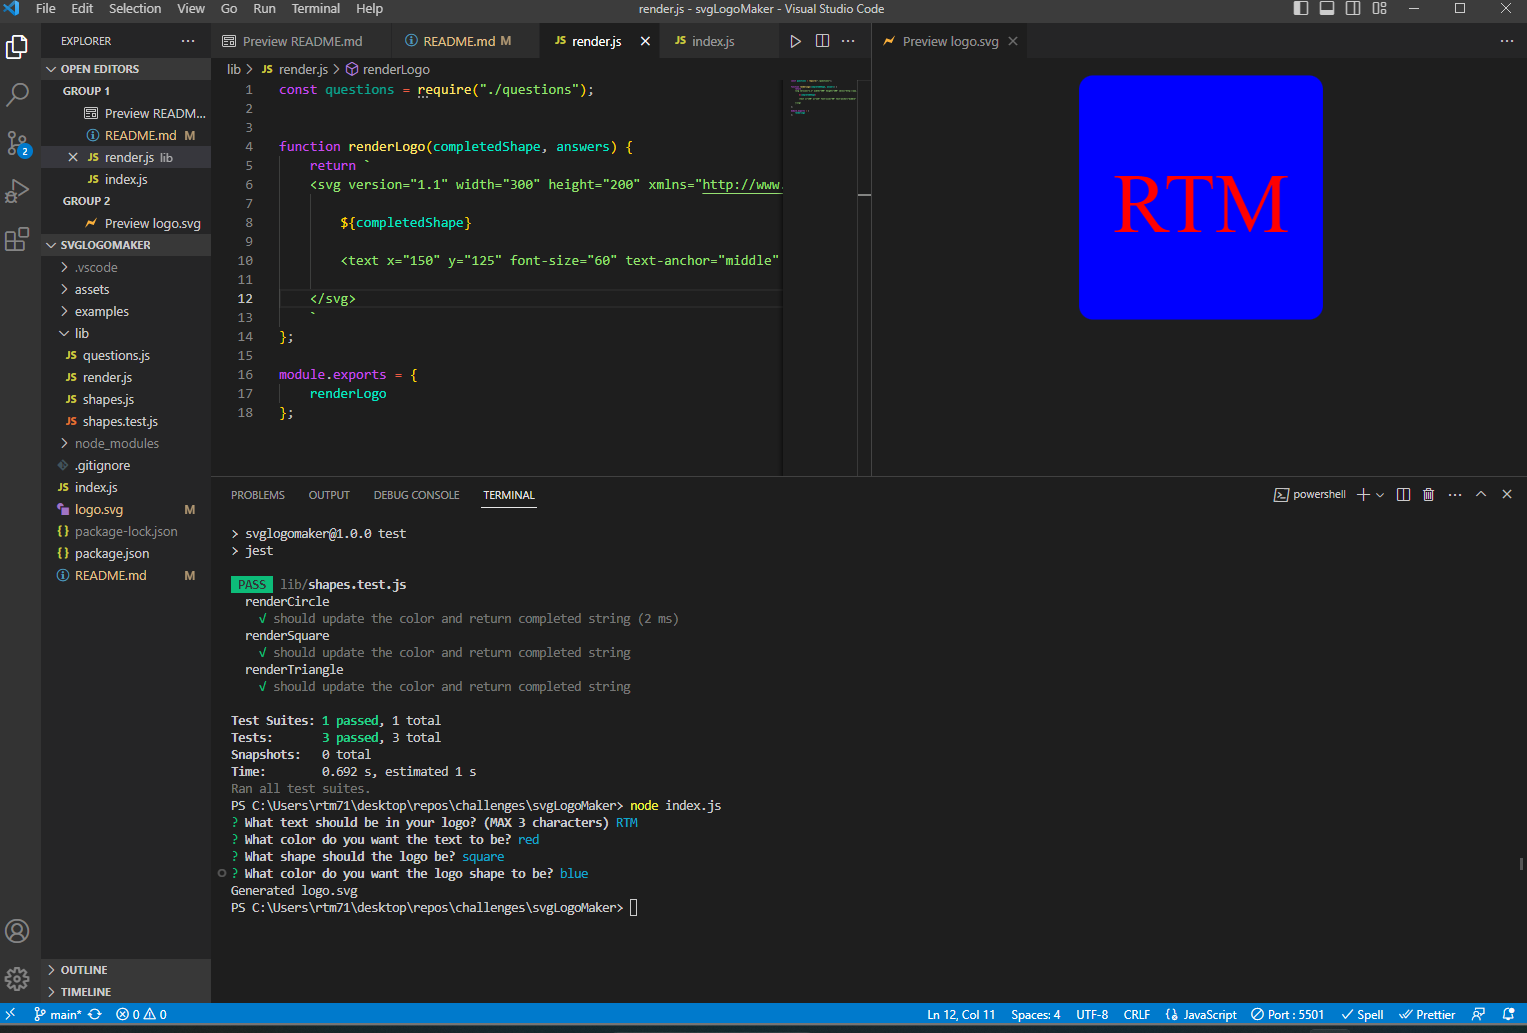 File Edit Selection View Go Run Terminal Help
render.js - svgLogoMaker - Visual Studio Code
EXPLORER
OPEN EDITORS
GROUP 1
Preview READM...
README.md M
render.js lib
index.js
GROUP 2
Preview logo.svg
SVGLOGOMAKER
.vscode
assets
examples
lib
questions.js
render.js
shapes.js
shapes.test.js
node_modules
.gitignore
index.js
logo.svg M
package-lock.json
package.json
README.md M
OUTLINE
TIMELINE
2
Preview README.md
README.md M
render.js
index.js
lib > render.js > renderLogo
1 const questions = require("./questions");
2
3
4 function renderLogo(completedShape, answers) {
5 return `
6 <svg version="1.1" width="300" height="200" xmlns="http://www.
7
8 ${completedShape}
9
10 <text x="150" y="125" font-size="60" text-anchor="middle"
11
12 </svg>
13 `
14 };
15
16 module.exports = {
17 renderLogo
18 };
Preview logo.svg
RTM
PROBLEMS OUTPUT DEBUG CONSOLE TERMINAL
powershell
> svglogomaker@1.0.0 test
> jest
PASS lib/shapes.test.js
renderCircle
√ should update the color and return completed string (2 ms)
renderSquare
√ should update the color and return completed string
renderTriangle
√ should update the color and return completed string
Test Suites: 1 passed, 1 total
Tests: 3 passed, 3 total
Snapshots: 0 total
Time: 0.692 s, estimated 1 s
Ran all test suites.
PS C:\Users\rtm71\desktop\repos\challenges\svgLogoMaker> node index.js
? What text should be in your logo? (MAX 3 characters) RTM
? What color do you want the text to be? red
? What shape should the logo be? square
? What color do you want the logo shape to be? blue
Generated logo.svg
PS C:\Users\rtm71\desktop\repos\challenges\svgLogoMaker>
main* 0 0
Ln 12, Col 11 Spaces: 4 UTF-8 CRLF JavaScript Port : 5501 Spell Prettier